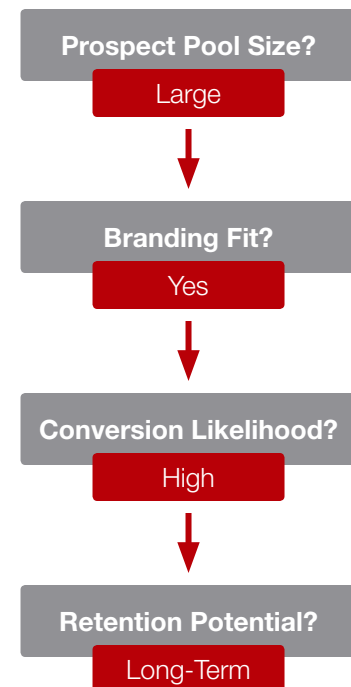 Prospect Pool Size?
Large
Branding Fit?
Yes
Conversion Likelihood?
High
Retention Potential?
Long-Term